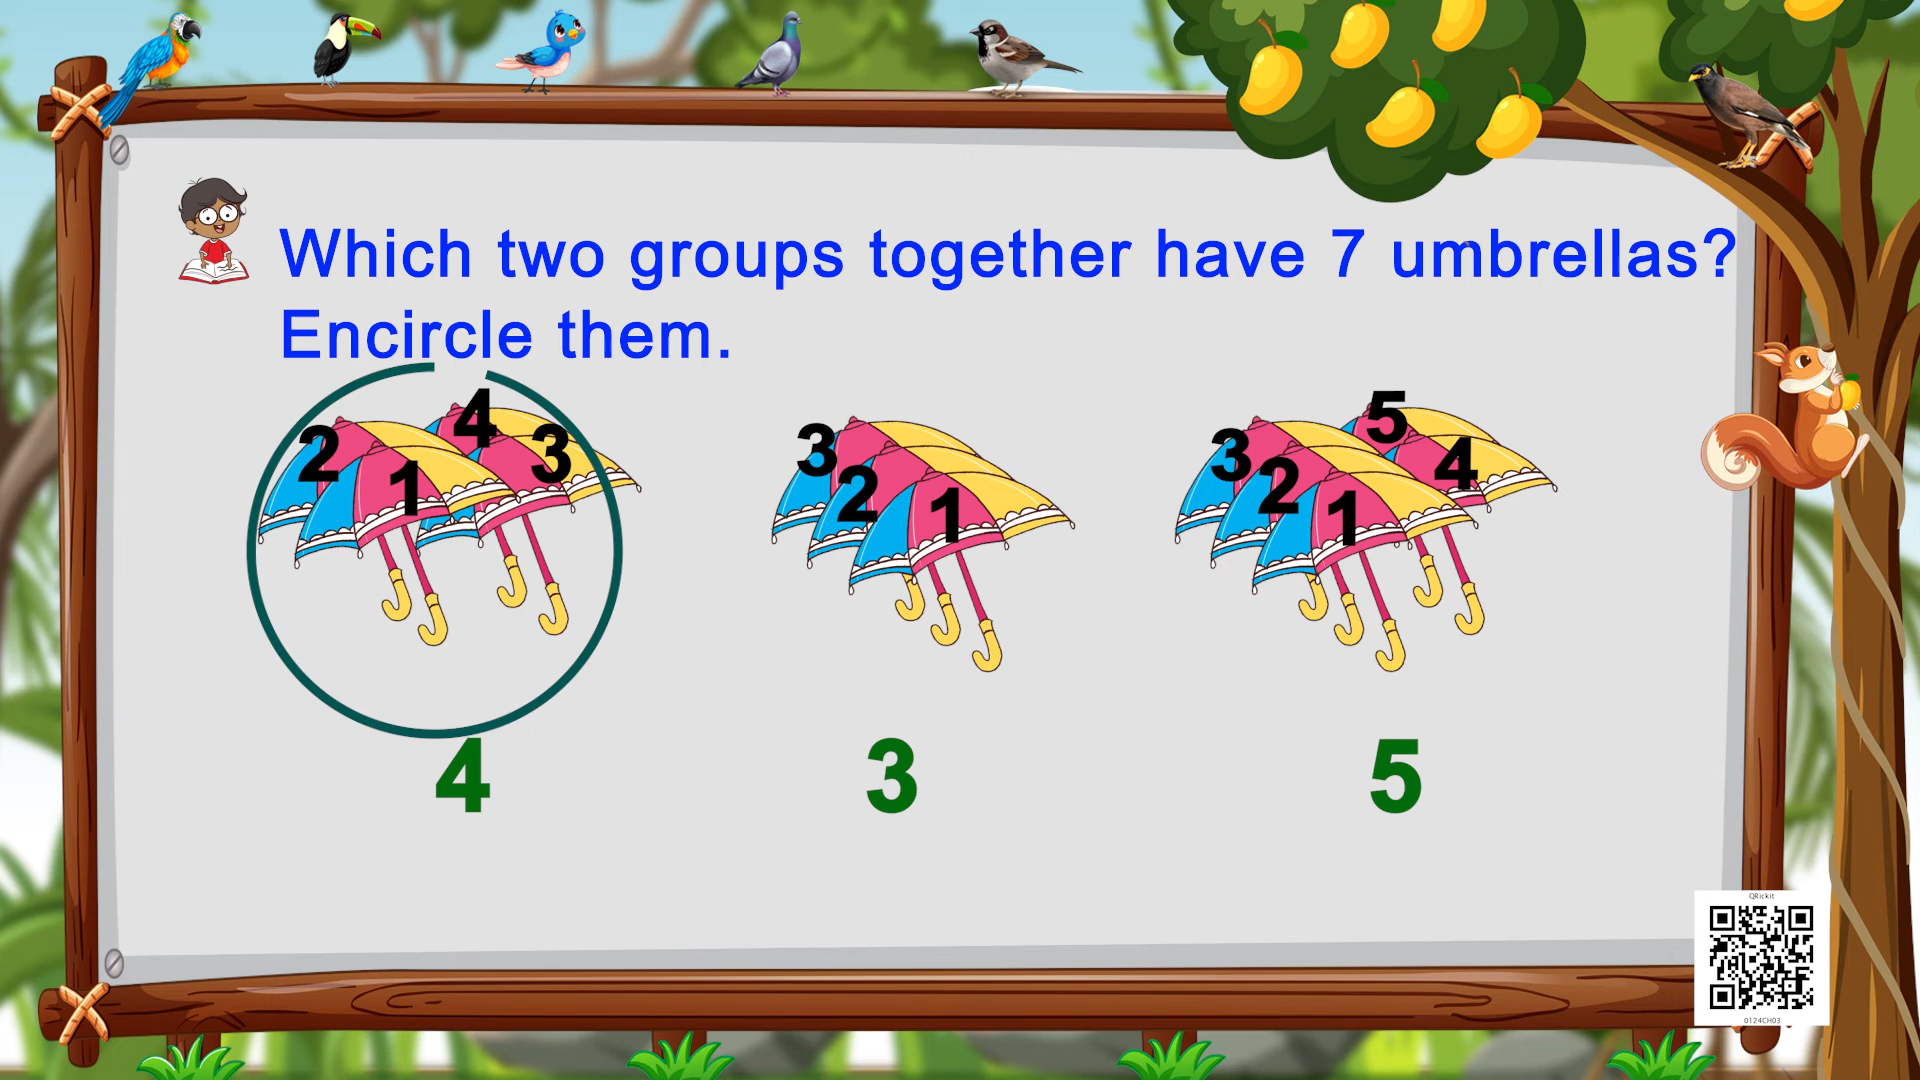 Which two groups together have 7 umbrellas?
Encircle them.
2 1 4 3
3 2 1
3 2 1 5 4
4 3 5
QRickit
0124CH03